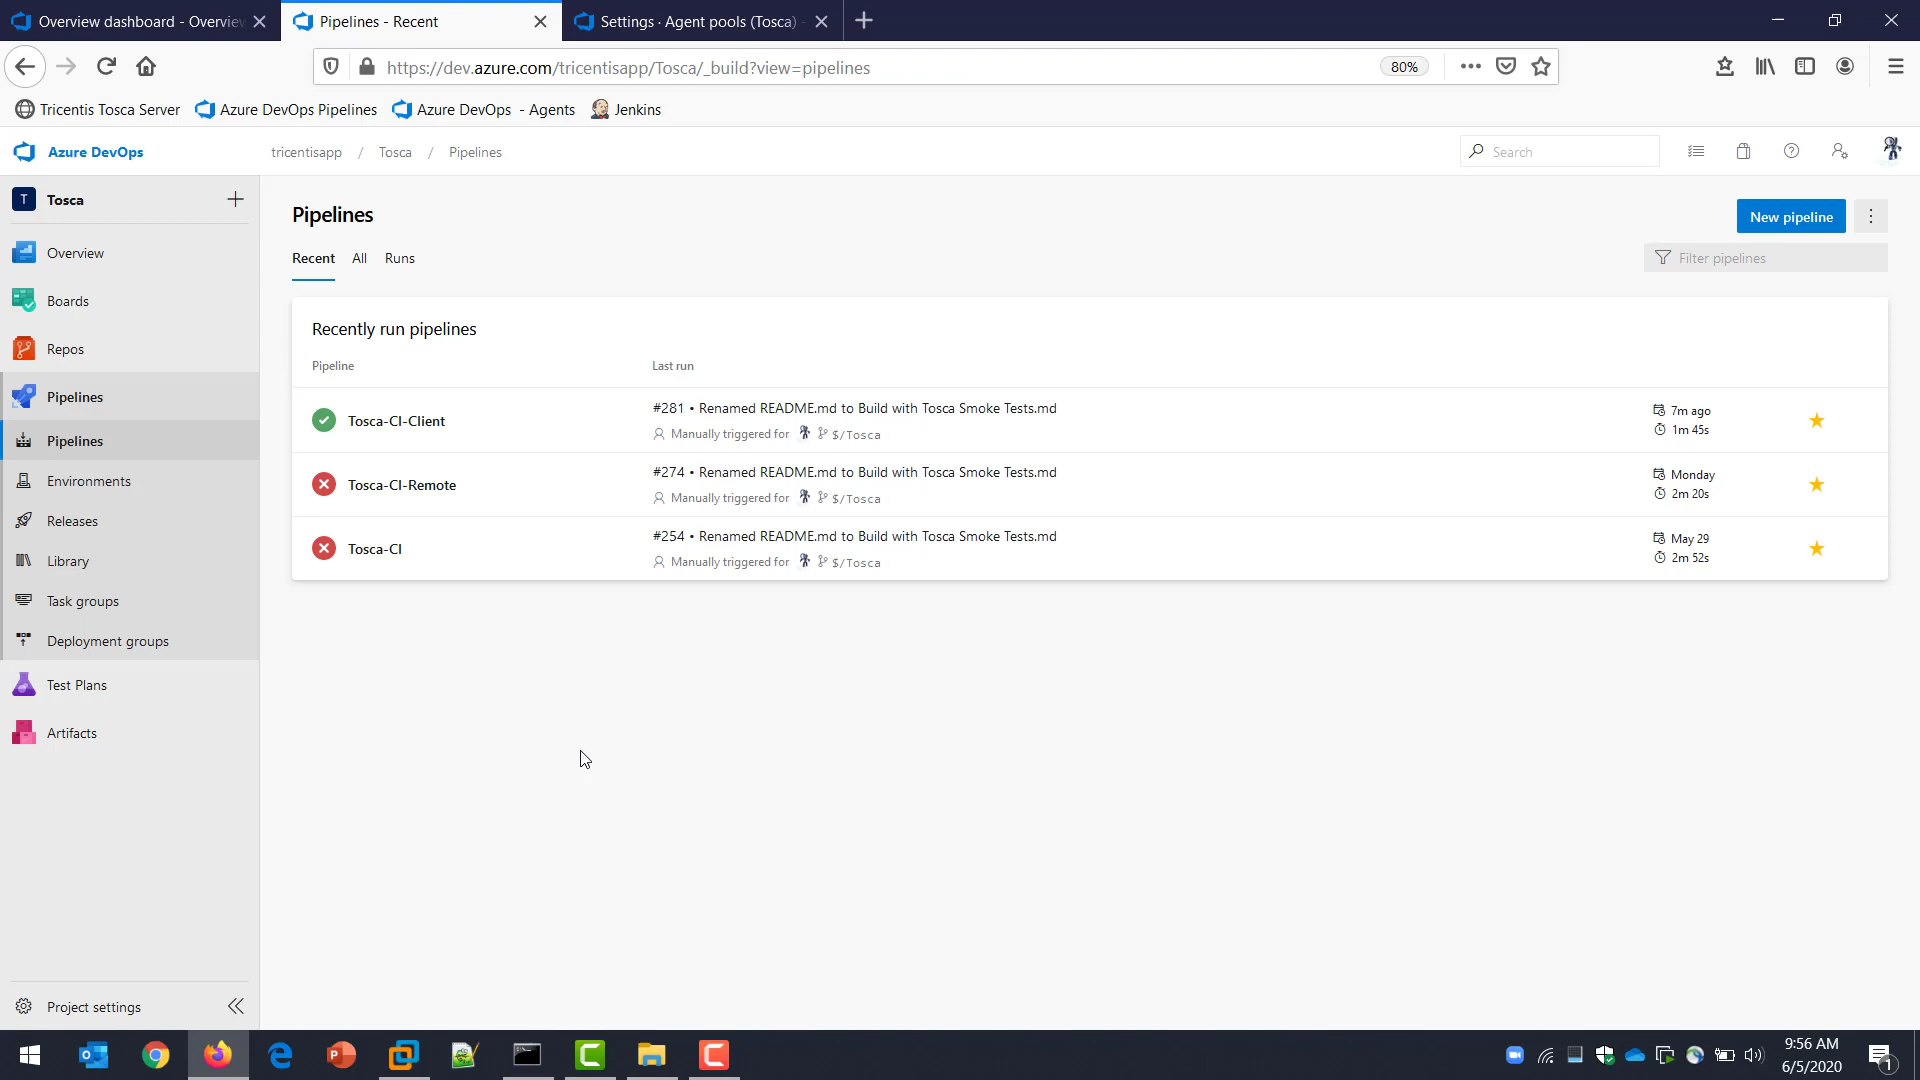 Overview dashboard - Overvie
Pipelines - Recent
Settings · Agent pools (Tosca) -
https://dev.azure.com/tricentisapp/Tosca/_build?view=pipelines
80%
Tricentis Tosca Server
Azure DevOps Pipelines
Azure DevOps - Agents
Jenkins
Azure DevOps
tricentisapp / Tosca / Pipelines
Search
T Tosca
Overview
Boards
Repos
Pipelines
Pipelines
Environments
Releases
Library
Task groups
Deployment groups
Test Plans
Artifacts
Project settings
Pipelines
New pipeline
Recent All Runs
Filter pipelines
Recently run pipelines
Pipeline Last run
Tosca-CI-Client
#281 • Renamed README.md to Build with Tosca Smoke Tests.md
Manually triggered for $/Tosca
7m ago
1m 45s
Tosca-CI-Remote
#274 • Renamed README.md to Build with Tosca Smoke Tests.md
Manually triggered for $/Tosca
Monday
2m 20s
Tosca-CI
#254 • Renamed README.md to Build with Tosca Smoke Tests.md
Manually triggered for $/Tosca
May 29
2m 52s
9:56 AM
6/5/2020
1